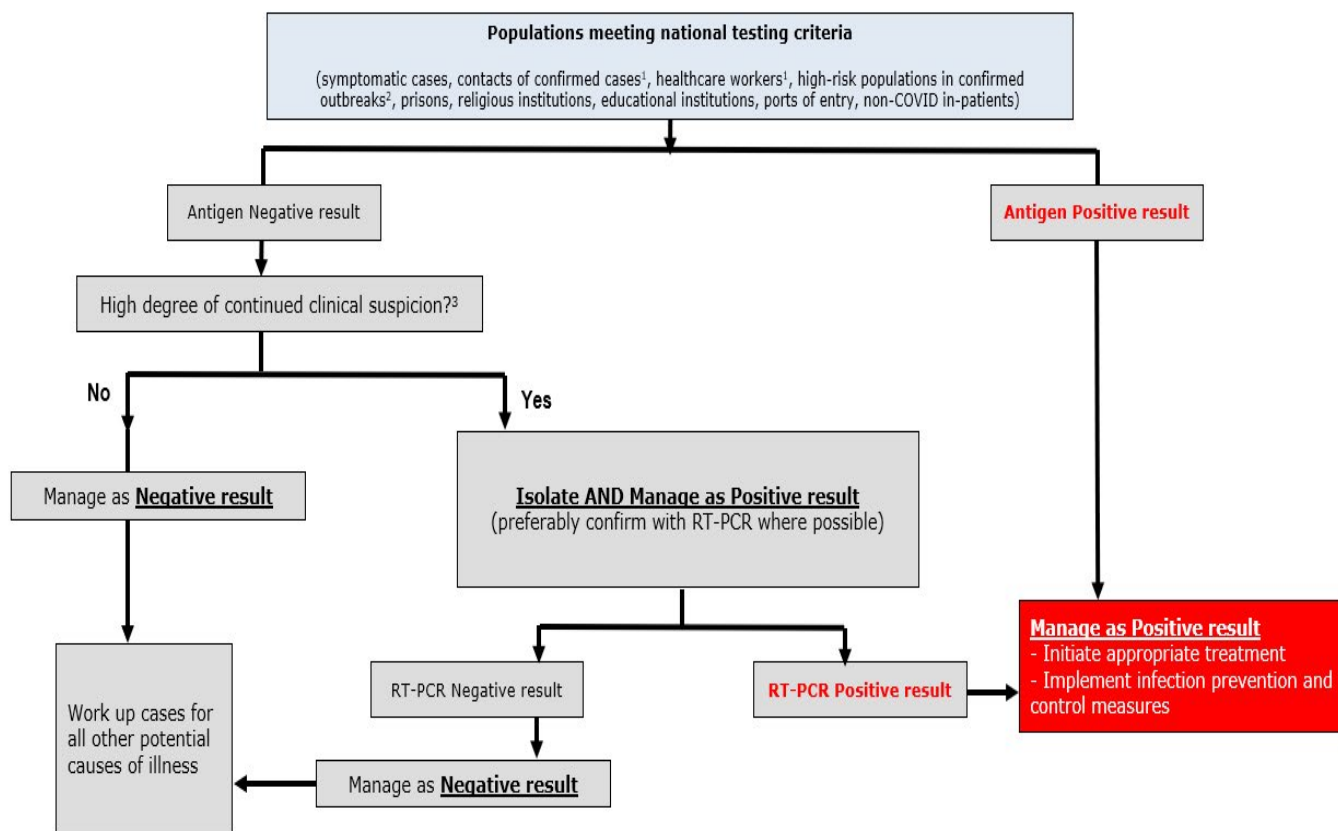 Populations meeting national testing criteria
(symptomatic cases, contacts of confirmed cases¹, healthcare workers¹, high-risk populations in confirmed
outbreaks², prisons, religious institutions, educational institutions, ports of entry, non-COVID in-patients)
Antigen Negative result
Antigen Positive result
High degree of continued clinical suspicion?³
No
Yes
Manage as Negative result
Isolate AND Manage as Positive result
(preferably confirm with RT-PCR where possible)
Manage as Positive result
- Initiate appropriate treatment
- Implement infection prevention and
control measures
RT-PCR Negative result
RT-PCR Positive result
Work up cases for
all other potential
causes of illness
Manage as Negative result